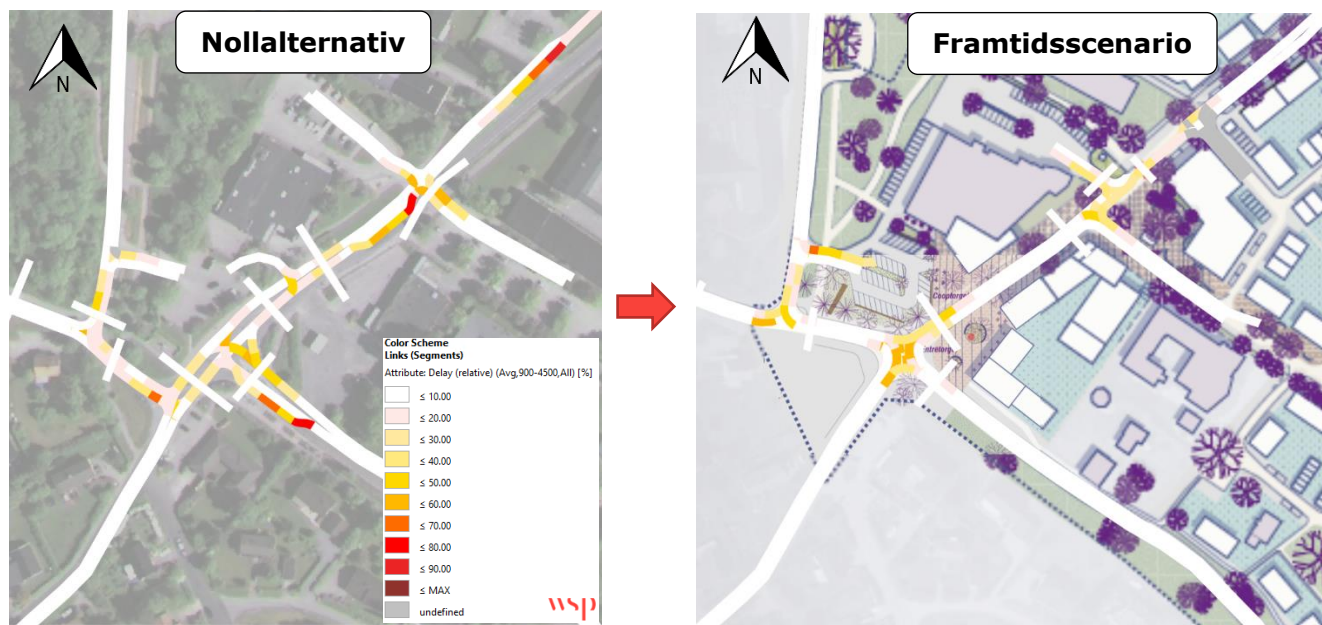 Nollalternativ
Framtidsscenario
N
N
Color Scheme
Links (Segments)
Attribute: Delay (relative) (Avg,900-4500,All) [%]
≤ 10.00
≤ 20.00
≤ 30.00
≤ 40.00
≤ 50.00
≤ 60.00
≤ 70.00
≤ 80.00
≤ 90.00
≤ MAX
undefined
wsp